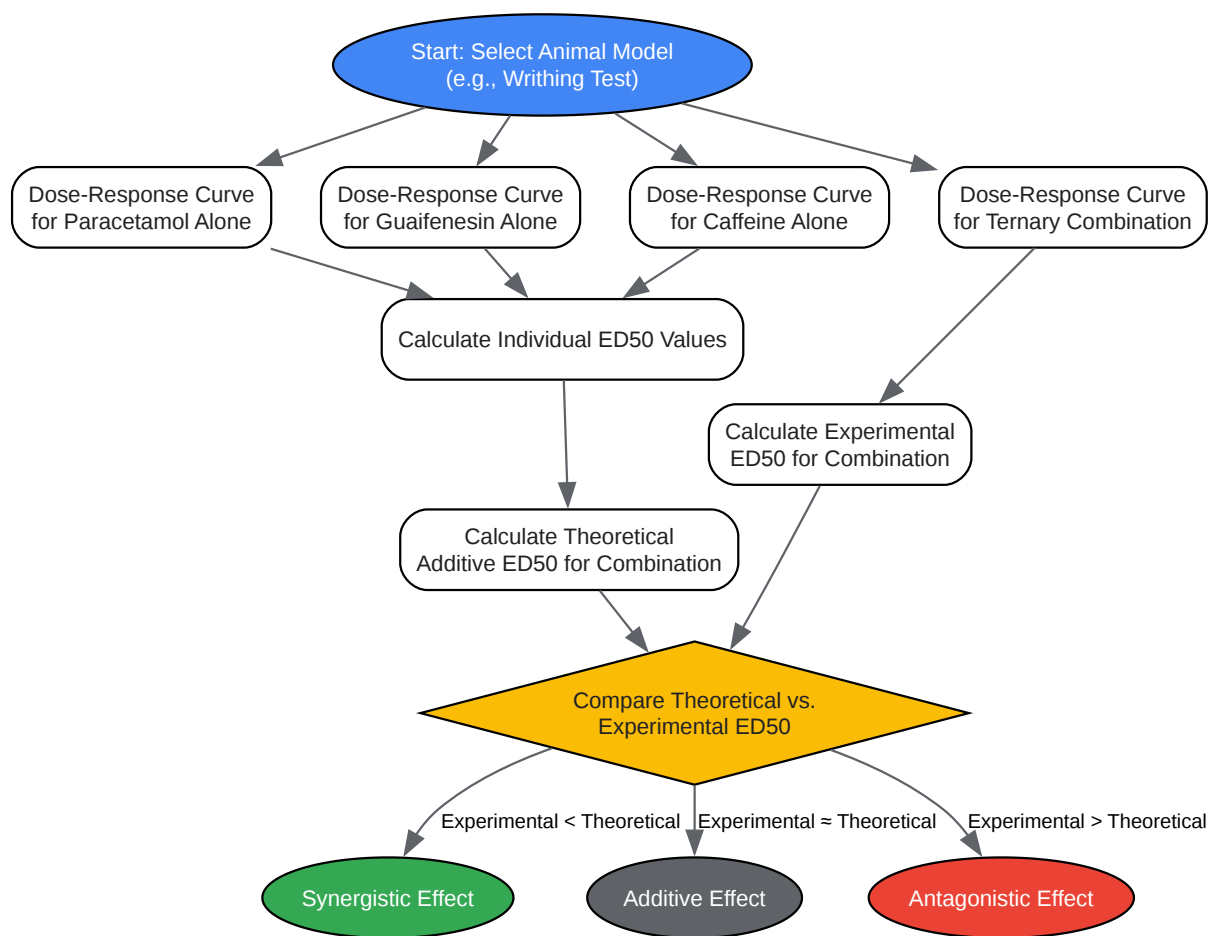 Start: Select Animal Model
(e.g., Writhing Test)
Dose-Response Curve
for Paracetamol Alone
Dose-Response Curve
for Guaifenesin Alone
Dose-Response Curve
for Caffeine Alone
Dose-Response Curve
for Ternary Combination
Calculate Individual ED50 Values
Calculate Experimental
ED50 for Combination
Calculate Theoretical
Additive ED50 for Combination
Compare Theoretical vs.
Experimental ED50
Experimental < Theoretical
Experimental ≈ Theoretical
Experimental > Theoretical
Synergistic Effect
Additive Effect
Antagonistic Effect